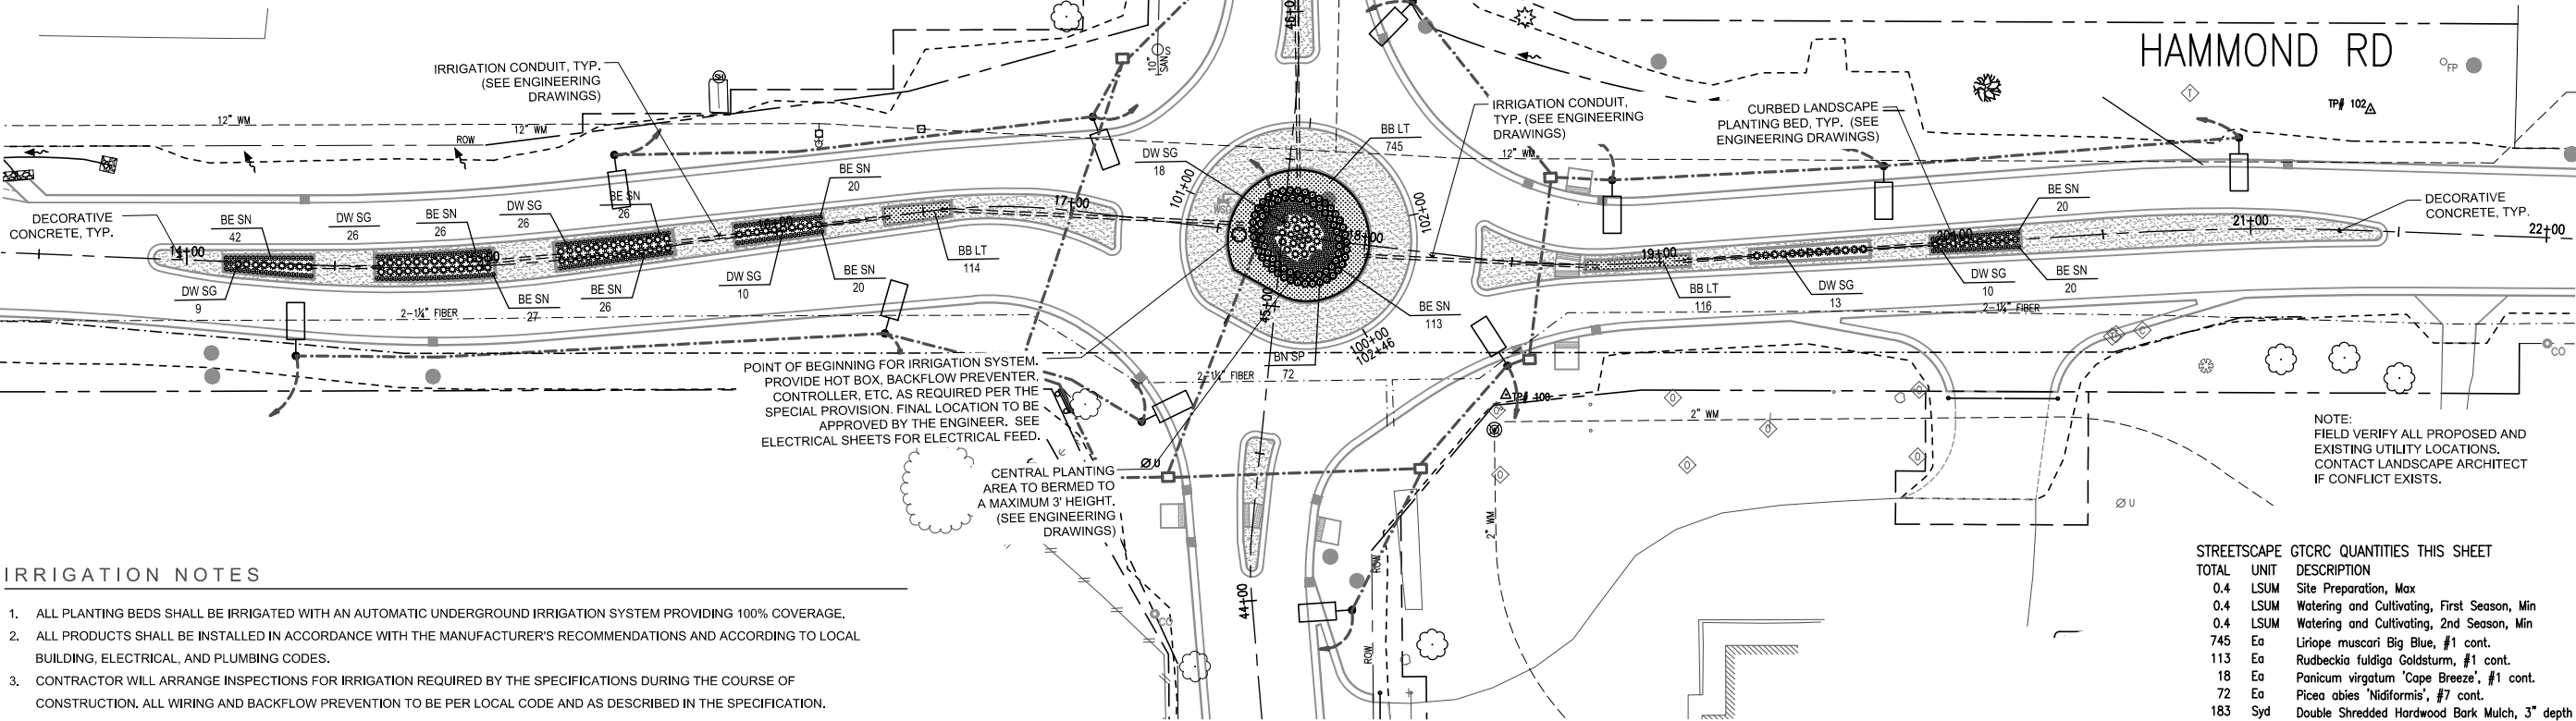 HAMMOND RD
IRRIGATION CONDUIT, TYP.
(SEE ENGINEERING
DRAWINGS)
SH
10"
SAN
S
46+0
IRRIGATION CONDUIT,
TYP. (SEE ENGINEERING
DRAWINGS)
CURBED LANDSCAPE
PLANTING BED, TYP. (SEE
ENGINEERING DRAWINGS)
FP
T
TP# 102
12" WM
12" WM
ROW
12" WM
DECORATIVE
CONCRETE, TYP.
BE SN
42
DW SG
26
BE SN
26
DW SG
26
BE SN
26
BE SN
20
DW SG
18
BB LT
745
BE SN
20
DECORATIVE
CONCRETE, TYP.
14+00
17+00
101+00
102+00
18+00
19+00
20+00
21+00
22+00
DW SG
9
BE SN
27
BE SN
26
DW SG
10
BE SN
20
BB LT
114
BB LT
116
DW SG
13
DW SG
10
BE SN
20
BE SN
113
BN SP
72
45+00
100+00
102+46
2-1¼" FIBER
2-1¼" FIBER
2-1¼" FIBER
POINT OF BEGINNING FOR IRRIGATION SYSTEM.
PROVIDE HOT BOX, BACKFLOW PREVENTER,
CONTROLLER, ETC. AS REQUIRED PER THE
SPECIAL PROVISION. FINAL LOCATION TO BE
APPROVED BY THE ENGINEER. SEE
ELECTRICAL SHEETS FOR ELECTRICAL FEED.
CENTRAL PLANTING
AREA TO BERMED TO
A MAXIMUM 3' HEIGHT.
(SEE ENGINEERING
DRAWINGS)
U
TP# 100
2" WM
2" WM
CO
CO
U
44+00
ROW
ROW
NOTE:
FIELD VERIFY ALL PROPOSED AND
EXISTING UTILITY LOCATIONS.
CONTACT LANDSCAPE ARCHITECT
IF CONFLICT EXISTS.
IRRIGATION NOTES
1. ALL PLANTING BEDS SHALL BE IRRIGATED WITH AN AUTOMATIC UNDERGROUND IRRIGATION SYSTEM PROVIDING 100% COVERAGE.
2. ALL PRODUCTS SHALL BE INSTALLED IN ACCORDANCE WITH THE MANUFACTURER'S RECOMMENDATIONS AND ACCORDING TO LOCAL
BUILDING, ELECTRICAL, AND PLUMBING CODES.
3. CONTRACTOR WILL ARRANGE INSPECTIONS FOR IRRIGATION REQUIRED BY THE SPECIFICATIONS DURING THE COURSE OF
CONSTRUCTION. ALL WIRING AND BACKFLOW PREVENTION TO BE PER LOCAL CODE AND AS DESCRIBED IN THE SPECIFICATION.
STREETSCAPE GTCRC QUANTITIES THIS SHEET
TOTAL UNIT DESCRIPTION
0.4 LSUM Site Preparation, Max
0.4 LSUM Watering and Cultivating, First Season, Min
0.4 LSUM Watering and Cultivating, 2nd Season, Min
745 Ea Liriope muscari Big Blue, #1 cont.
113 Ea Rudbeckia fuldiga Goldsturm, #1 cont.
18 Ea Panicum virgatum 'Cape Breeze', #1 cont.
72 Ea Picea abies 'Nidiformis', #7 cont.
183 Syd Double Shredded Hardwood Bark Mulch, 3" depth